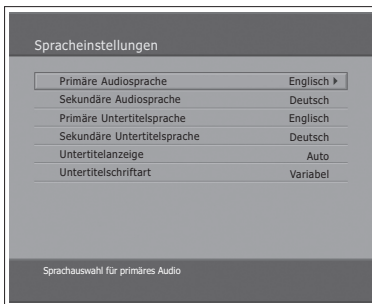 Spracheinstellungen
Primäre Audiosprache Englisch
Sekundäre Audiosprache Deutsch
Primäre Untertitelsprache Englisch
Sekundäre Untertitelsprache Deutsch
Untertitelanzeige Auto
Untertitelschriftart Variabel
Sprachauswahl für primäres Audio